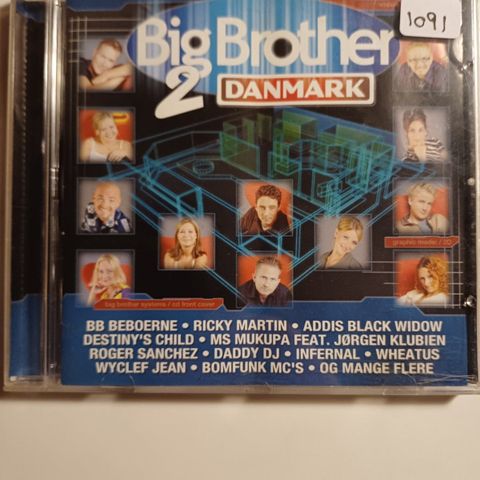 1091
Big Brother
2 DANMARK
graphic model / 3D
big brother systems / cd front cover
BB BEBOERNE • RICKY MARTIN • ADDIS BLACK WIDOW
DESTINY'S CHILD • MS MUKUPA FEAT. JØRGEN KLUBIEN
ROGER SANCHEZ • DADDY DJ • INFERNAL • WHEATUS
WYCLEF JEAN • BOMFUNK MC'S • OG MANGE FLERE